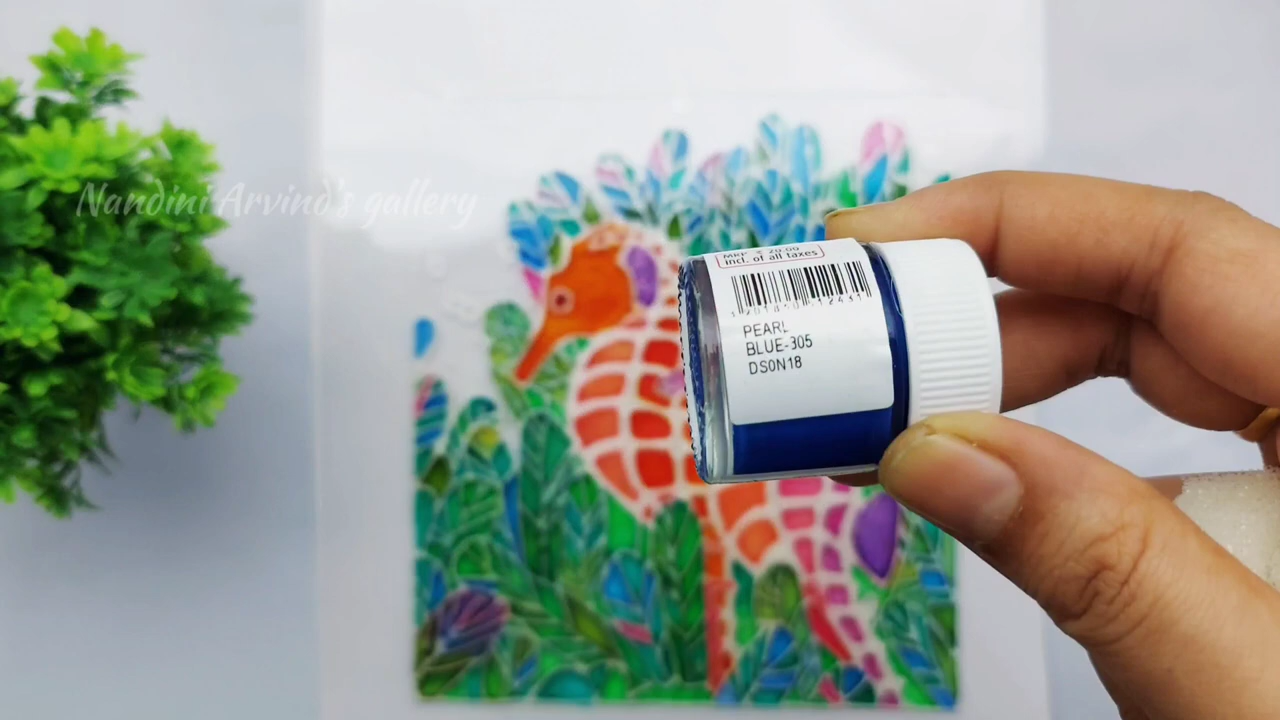 Nandini Arvind's gallery
MRP ₹ 20.00
incl. of all taxes
PEARL
BLUE-305
DS0N18